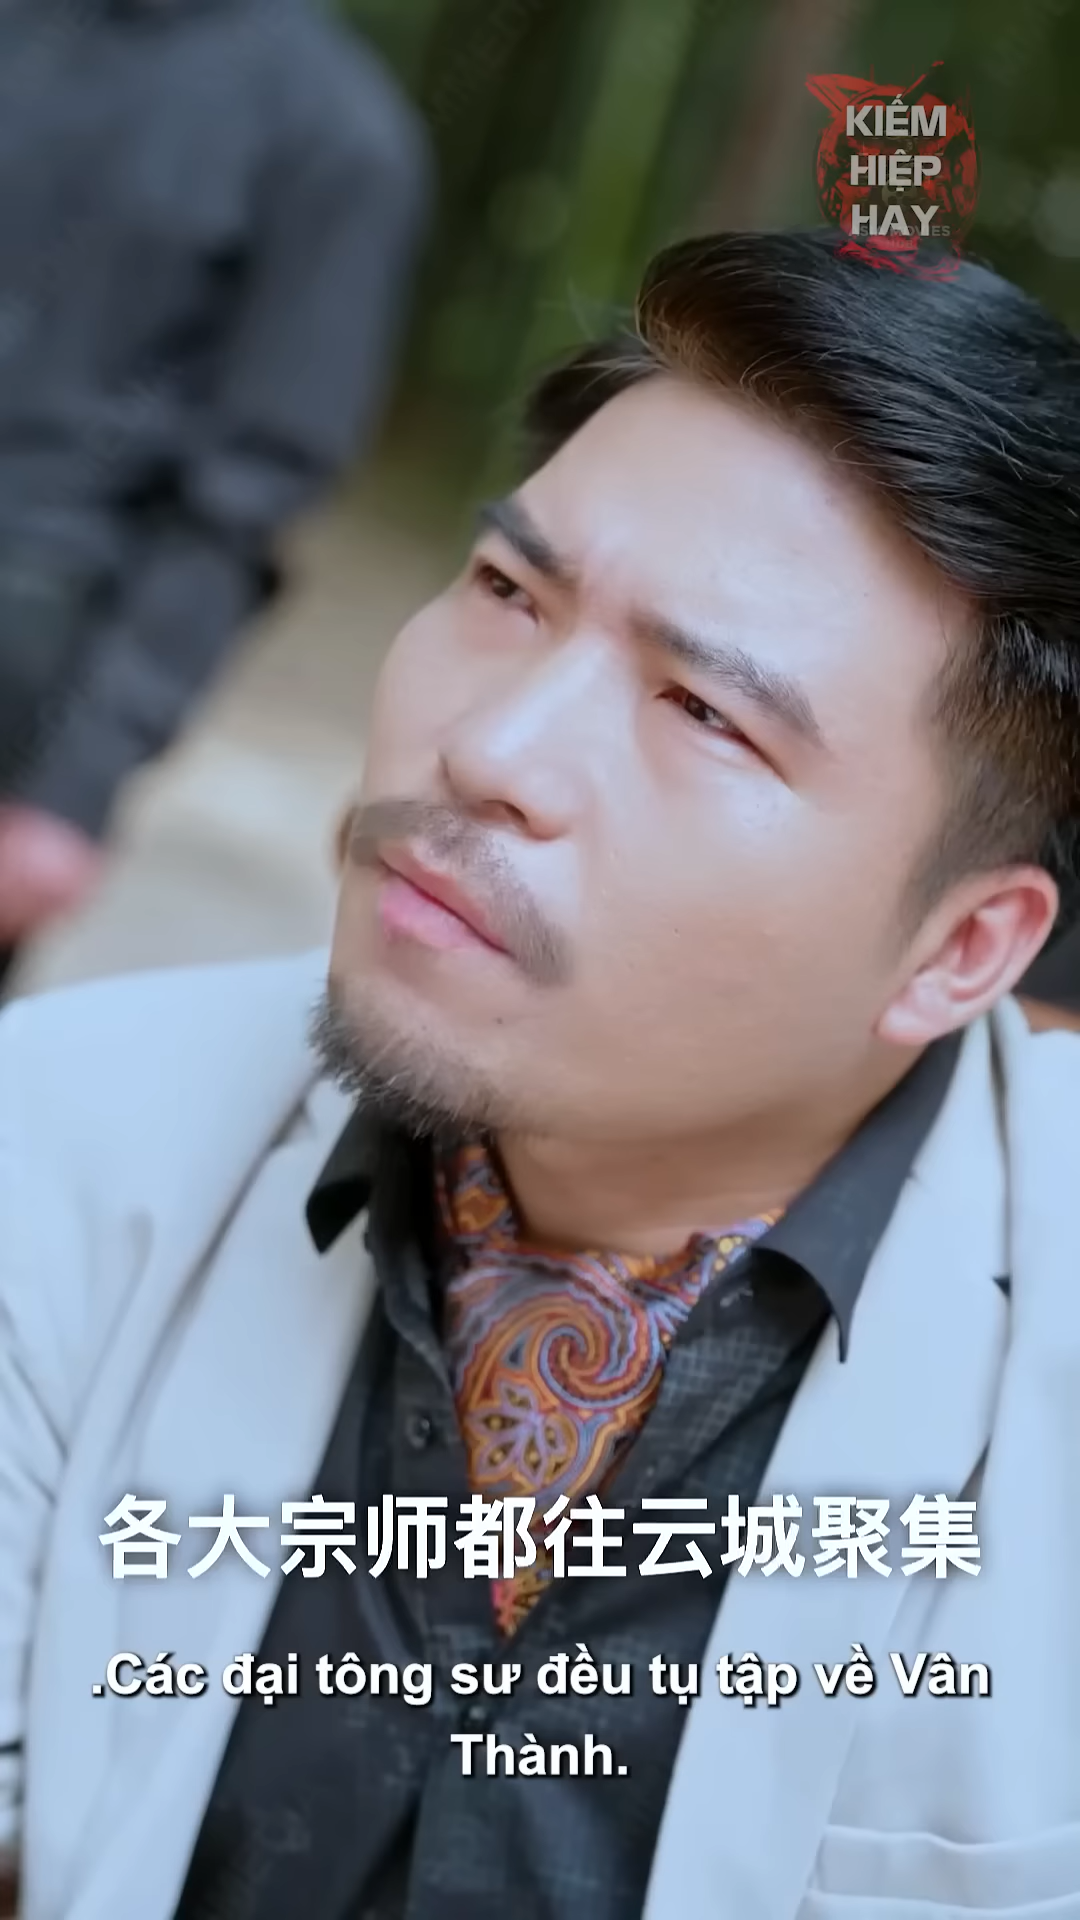 KIẾM
HIỆP
HAY
各大宗师都往云城聚集
.Các đại tông sư đều tụ tập về Vân
Thành.